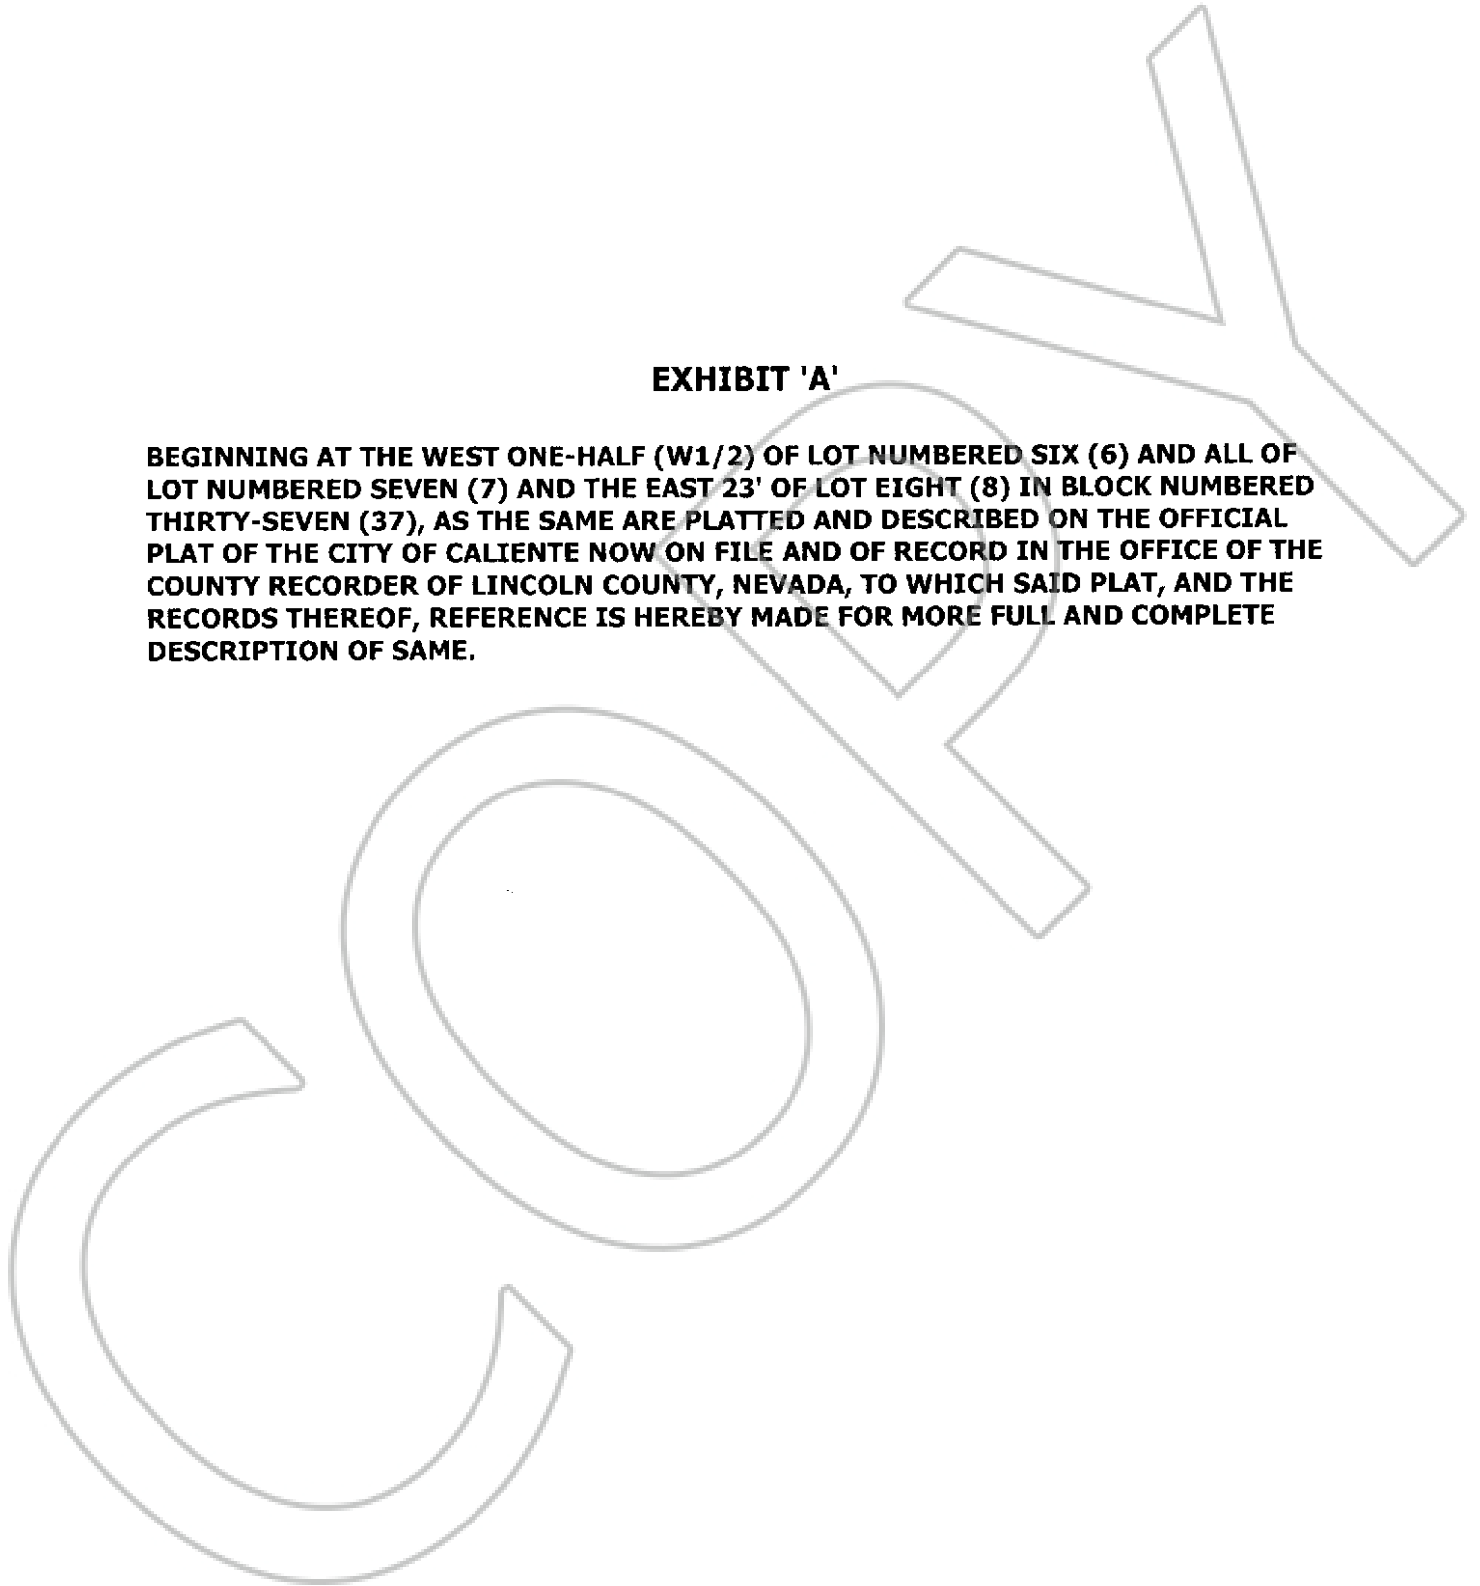 EXHIBIT 'A'
BEGINNING AT THE WEST ONE-HALF (W1/2) OF LOT NUMBERED SIX (6) AND ALL OF
LOT NUMBERED SEVEN (7) AND THE EAST 23' OF LOT EIGHT (8) IN BLOCK NUMBERED
THIRTY-SEVEN (37), AS THE SAME ARE PLATTED AND DESCRIBED ON THE OFFICIAL
PLAT OF THE CITY OF CALIENTE NOW ON FILE AND OF RECORD IN THE OFFICE OF THE
COUNTY RECORDER OF LINCOLN COUNTY, NEVADA, TO WHICH SAID PLAT, AND THE
RECORDS THEREOF, REFERENCE IS HEREBY MADE FOR MORE FULL AND COMPLETE
DESCRIPTION OF SAME.
COPY